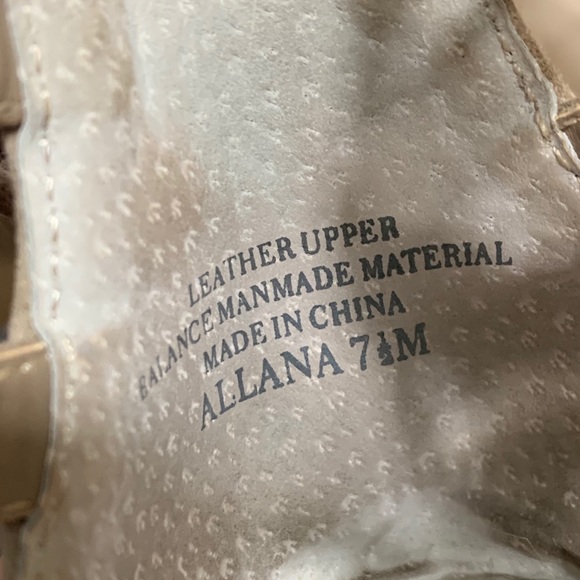 LEATHER UPPER
BALANCE MANMADE MATERIAL
MADE IN CHINA
ALLANA 7½M